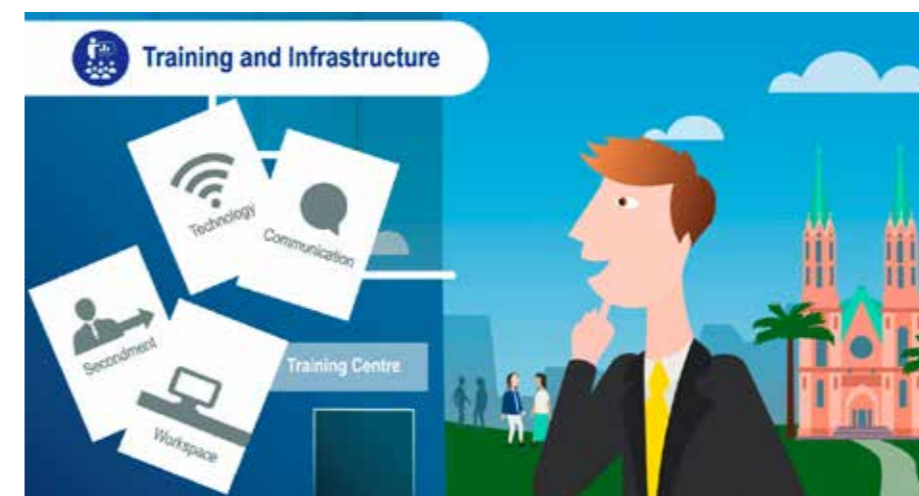 Training and Infrastructure
Technology
Communication
Secondment
Workspace
Training Centre